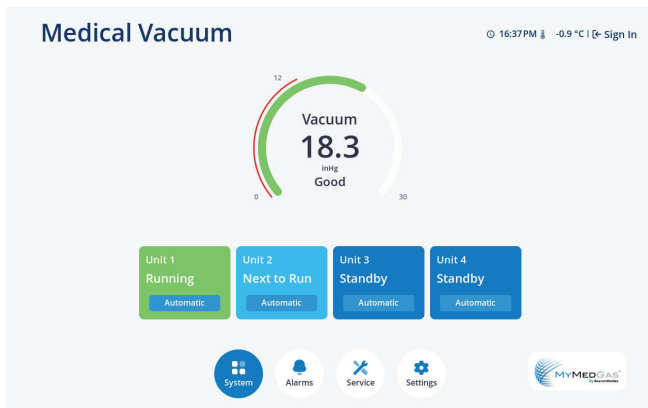 Medical Vacuum
16:37PM -0.9 °C | Sign In
12
Vacuum
18.3
inHg
Good
0
30
Unit 1
Running
Automatic
Unit 2
Next to Run
Automatic
Unit 3
Standby
Automatic
Unit 4
Standby
Automatic
System
Alarms
Service
Settings
MYMEDGAS
By BeaconMedaes